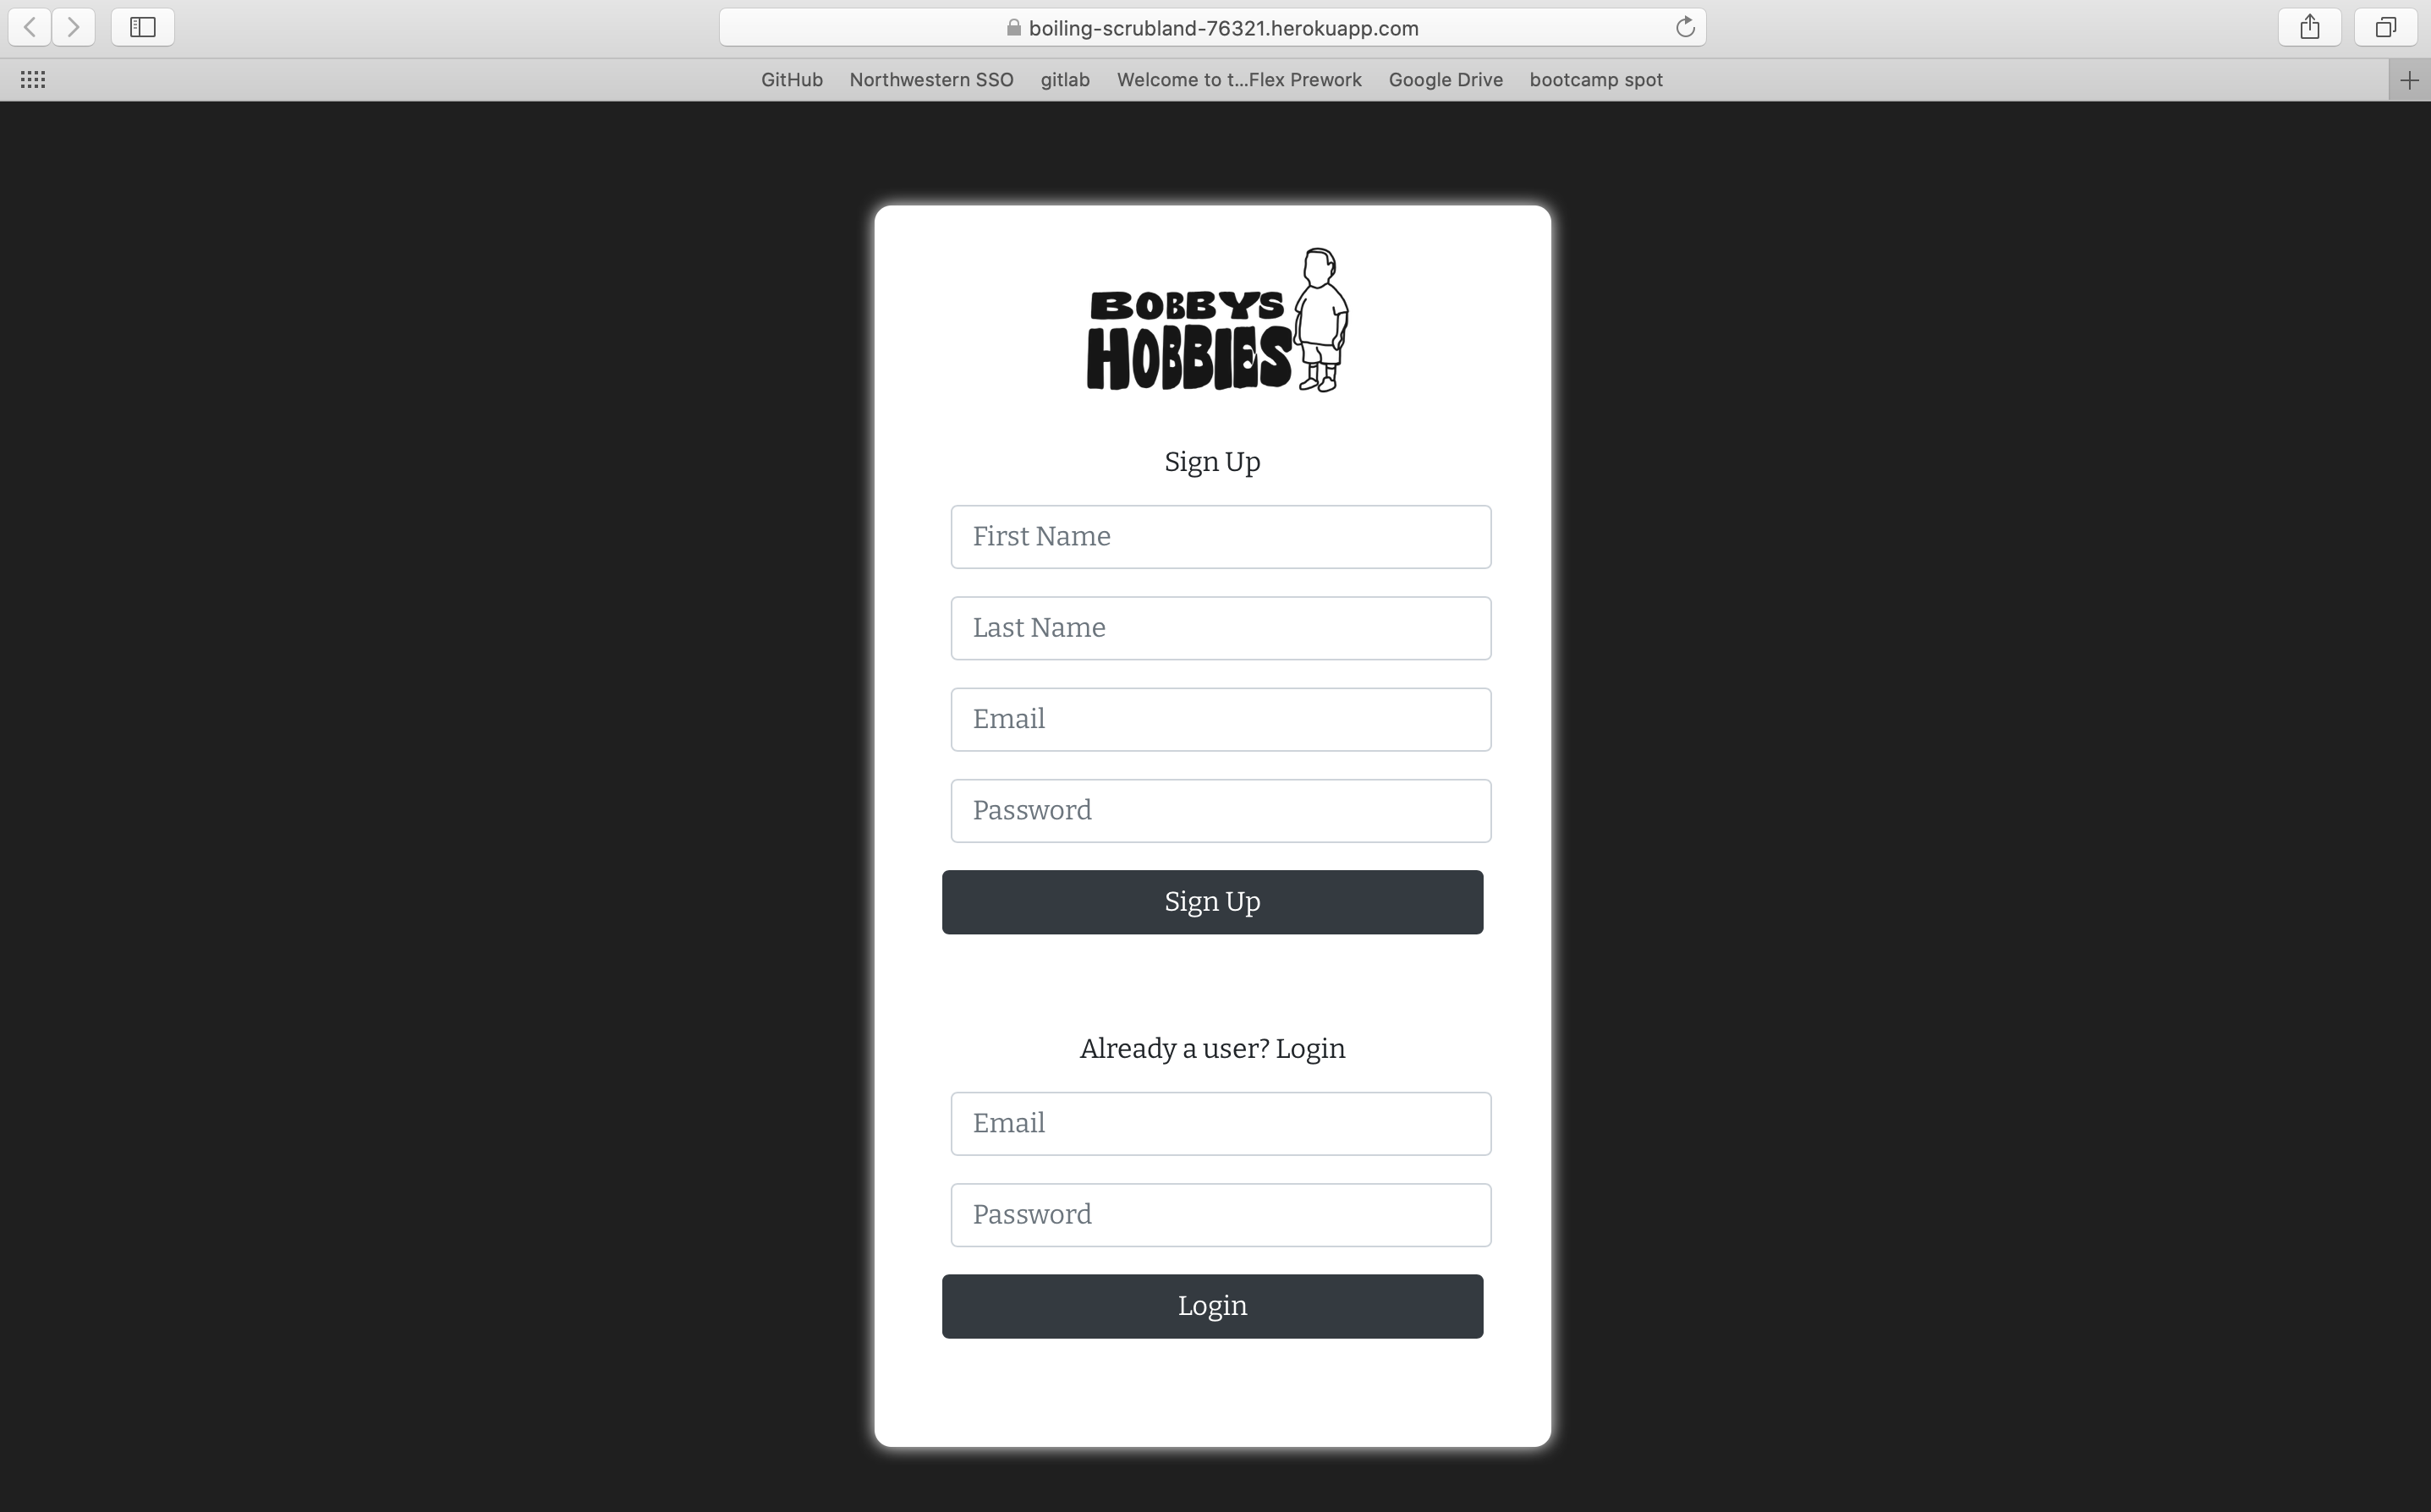 boiling-scrubland-76321.herokuapp.com
GitHub Northwestern SSO gitlab Welcome to t...Flex Prework Google Drive bootcamp spot
BOBBYS
HOBBIES
Sign Up
First Name
Last Name
Email
Password
Sign Up
Already a user? Login
Email
Password
Login